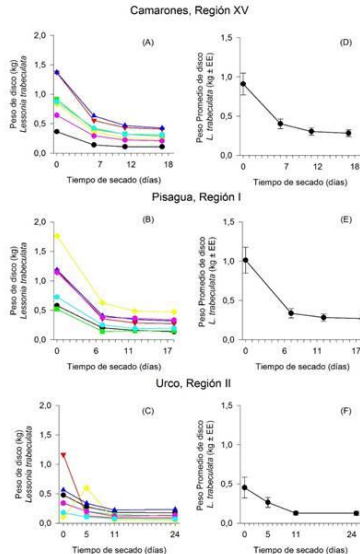 Camarones, Región XV
(A)
Peso de disco (kg)
Lessonia trabeculata
2,0
1,5
1,0
0,5
0,0
0 6 12 18
Tiempo de secado (días)
(D)
Peso Promedio de disco
L. trabeculata
(kg ± EE)
1,5
1,0
0,5
0,0
0 6 12 18
Tiempo de secado (días)
Pisagua, Región I
(B)
Peso de disco (kg)
Lessonia trabeculata
2,0
1,5
1,0
0,5
0,0
0 6 12 18
Tiempo de secado (días)
(E)
Peso Promedio de disco
L. trabeculata
(kg ± EE)
1,5
1,0
0,5
0,0
0 6 12
Tiempo de secado (días)
Urco, Región II
(C)
Peso de disco (kg)
Lessonia trabeculata
2,0
1,5
1,0
0,5
0,0
0 5 11 24
Tiempo de secado (días)
(F)
Peso Promedio de disco
L. trabeculata
(kg ± EE)
1,5
1,0
0,5
0,0
0 5 11 24
Tiempo de secado (días)